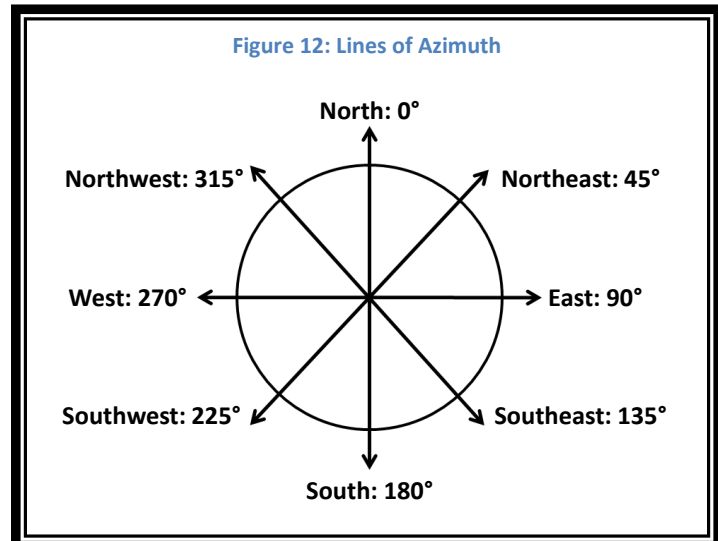 Figure 12: Lines of Azimuth
North: 0°
Northwest: 315°
Northeast: 45°
West: 270°
East: 90°
Southwest: 225°
Southeast: 135°
South: 180°